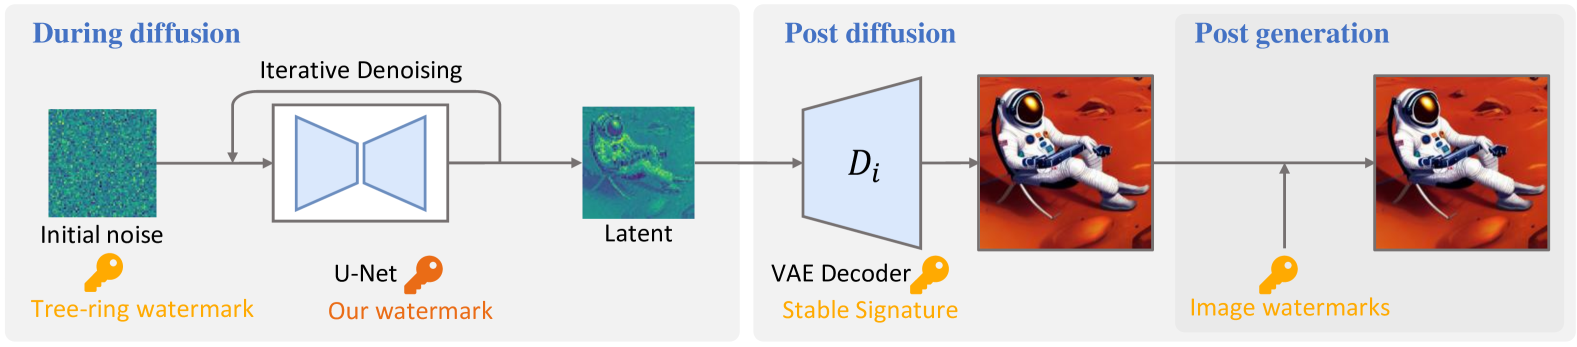 During diffusion
Iterative Denoising
Initial noise
Tree-ring watermark
U-Net
Our watermark
Latent
Post diffusion
D_i
VAE Decoder
Stable Signature
Post generation
Image watermarks